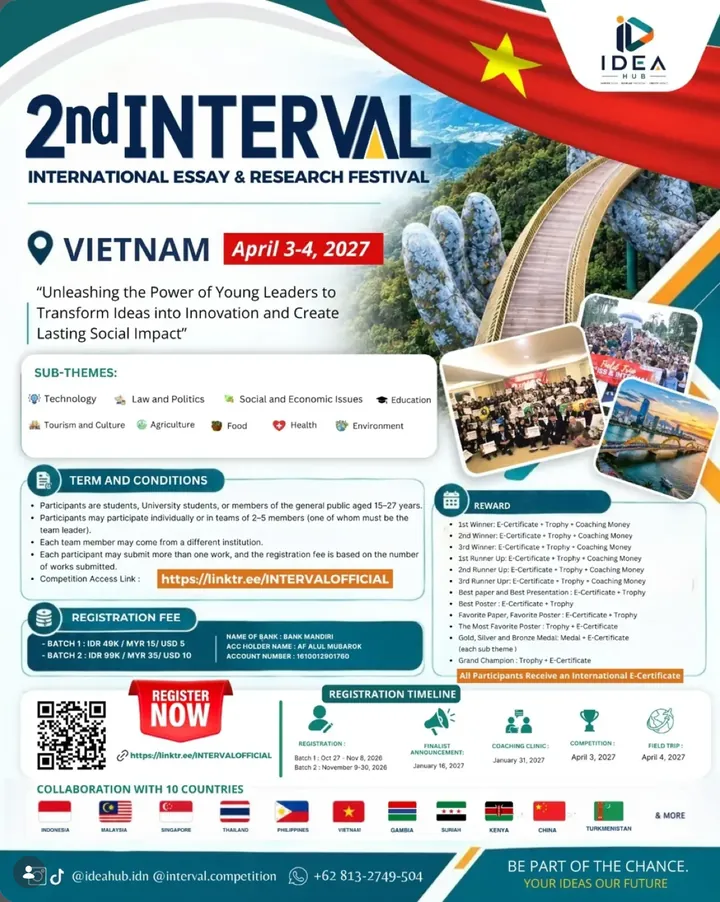 IDEA
HUB
2nd INTERVAL
INTERNATIONAL ESSAY & RESEARCH FESTIVAL
VIETNAM
April 3-4, 2027
“Unleashing the Power of Young Leaders to
Transform Ideas into Innovation and Create
Lasting Social Impact”
SUB-THEMES:
Technology
Law and Politics
Social and Economic Issues
Education
Tourism and Culture
Agriculture
Food
Health
Environment
TERM AND CONDITIONS
• Participants are students, University students, or members of the general public aged 15–27 years.
• Participants may participate individually or in teams of 2–5 members (one of whom must be the
team leader).
• Each team member may come from a different institution.
• Each participant may submit more than one work, and the registration fee is based on the number
of works submitted.
• Competition Access Link :
https://linktr.ee/INTERVALOFFICIAL
REWARD
• 1st Winner: E-Certificate + Trophy + Coaching Money
• 2nd Winner: E-Certificate + Trophy + Coaching Money
• 3rd Winner: E-Certificate + Trophy + Coaching Money
• 1st Runner Up: E-Certificate + Trophy + Coaching Money
• 2nd Runner Up: E-Certificate + Trophy + Coaching Money
• 3rd Runner Upr: E-Certificate + Trophy + Coaching Money
• Best paper and Best Presentation : E-Certificate + Trophy
• Best Poster : E-Certificate + Trophy
• Favorite Paper, Favorite Poster : E-Certificate + Trophy
• The Most Favorite Poster : Trophy + E-Certificate
• Gold, Silver and Bronze Medal: Medal + E-Certificate
(each sub theme )
• Grand Champion : Trophy + E-Certificate
All Participants Receive an International E-Certificate
REGISTRATION FEE
- BATCH 1 : IDR 49K / MYR 15/ USD 5
- BATCH 2 : IDR 99K / MYR 35/ USD 10
NAME OF BANK : BANK MANDIRI
ACC HOLDER NAME : AF ALUL MUBAROK
ACCOUNT NUMBER : 1610012901760
REGISTER
NOW
https://linktr.ee/INTERVALOFFICIAL
REGISTRATION TIMELINE
REGISTRATION :
Batch 1 : Oct 27 - Nov 8, 2026
Batch 2 : November 9-30, 2026
FINALIST
ANNOUNCEMENT:
January 16, 2027
COACHING CLINIC:
January 31, 2027
COMPETITION :
April 3, 2027
FIELD TRIP :
April 4, 2027
COLLABORATION WITH 10 COUNTRIES
INDONESIA
MALAYSIA
SINGAPORE
THAILAND
PHILIPPINES
VIETNAM
GAMBIA
SURIAH
KENYA
CHINA
TURKMENISTAN
& MORE
@ideahub.idn @interval.competition
+62 813-2749-504
BE PART OF THE CHANCE.
YOUR IDEAS OUR FUTURE